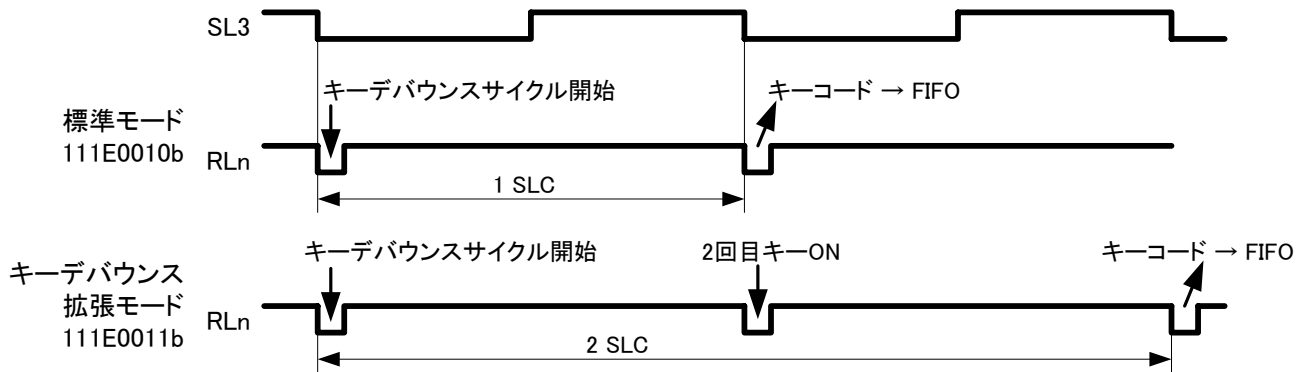 SL3
キーデバウンスサイクル開始
キーコード → FIFO
標準モード
111E0010b
RLn
1 SLC
キーデバウンスサイクル開始
2回目キーON
キーコード → FIFO
キーデバウンス
拡張モード
111E0011b
RLn
2 SLC